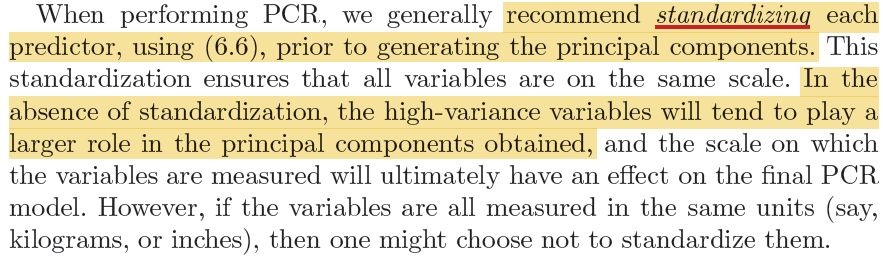 When performing PCR, we generally recommend standardizing each
predictor, using (6.6), prior to generating the principal components. This
standardization ensures that all variables are on the same scale. In the
absence of standardization, the high-variance variables will tend to play a
larger role in the principal components obtained, and the scale on which
the variables are measured will ultimately have an effect on the final PCR
model. However, if the variables are all measured in the same units (say,
kilograms, or inches), then one might choose not to standardize them.